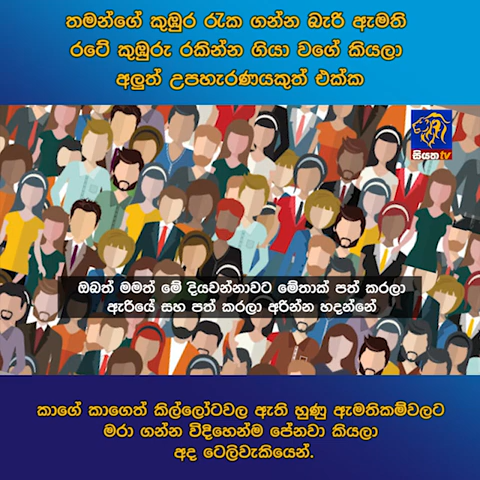 තමන්ගේ කුඹුර රැක ගන්න බැරි ඇමති
රටේ කුඹුරු රකින්න ගියා වගේ කියලා
අලුත් උපහැරණයකුත් එක්ක
සියත tv
ඔබත් මමත් මේ දියවන්නාවට මේතාක් පත් කරලා
ඇරියේ සහ පත් කරලා අරින්න හදන්නේ
කාගේ කාගෙත් කිල්ලෝටවල ඇති හුණු ඇමතිකම්වලට
මරා ගන්න විදිහෙන්ම පේනවා කියලා
අද ටෙලිවැකියෙන්.